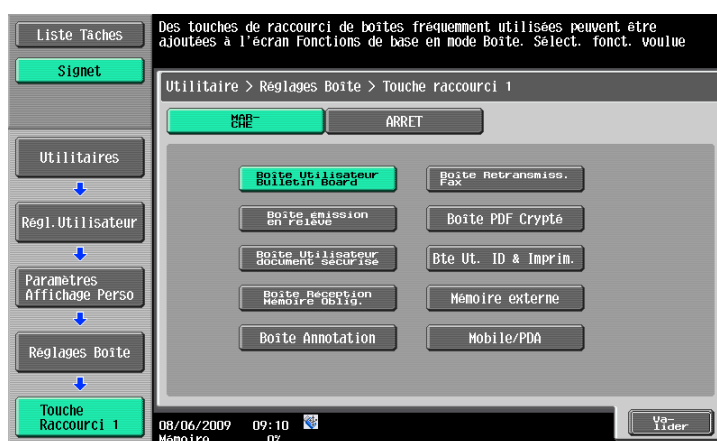 Liste Tâches
Des touches de raccourci de boîtes fréquemment utilisées peuvent être
ajoutées à l'écran Fonctions de base en mode Boîte. Sélect. fonct. voulue
Signet
Utilitaire > Réglages Boîte > Touche raccourci 1
MAR-
CHE
ARRET
Utilitaires
Régl.Utilisateur
Paramètres
Affichage Perso
Réglages Boîte
Touche
Raccourci 1
Boîte Utilisateur
Bulletin Board
Boîte Retransmiss.
Fax
Boîte émission
en relève
Boîte PDF Crypté
Boîte Utilisateur
document sécurisé
Bte Ut. ID & Imprim.
Boîte Réception
Mémoire Oblig.
Mémoire externe
Boîte Annotation
Mobile/PDA
08/06/2009 09:10
Mémoire 0%
Va-
lider